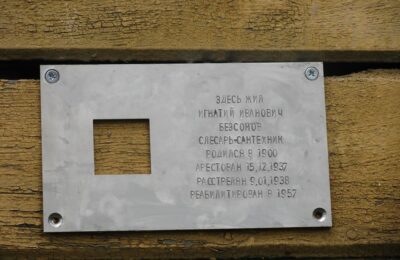 ЗДЕСЬ ЖИЛ
ИГНАТИЙ ИВАНОВИЧ
БЕЗСОНОВ
СЛЕСАРЬ-САНТЕХНИК
РОДИЛСЯ В 1900
АРЕСТОВАН 15.12.1937
РАССТРЕЛЯН 9.01.1938
РЕАБИЛИТИРОВАН В 1957